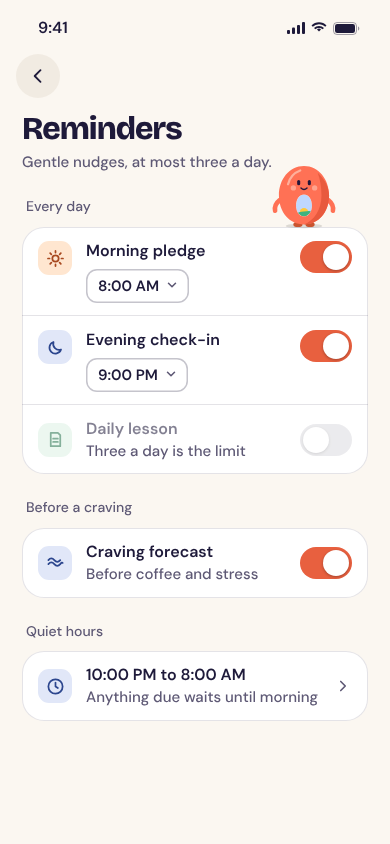 9:41
Reminders
Gentle nudges, at most three a day.
Every day
Morning pledge
8:00 AM
Evening check-in
9:00 PM
Daily lesson
Three a day is the limit
Before a craving
Craving forecast
Before coffee and stress
Quiet hours
10:00 PM to 8:00 AM
Anything due waits until morning